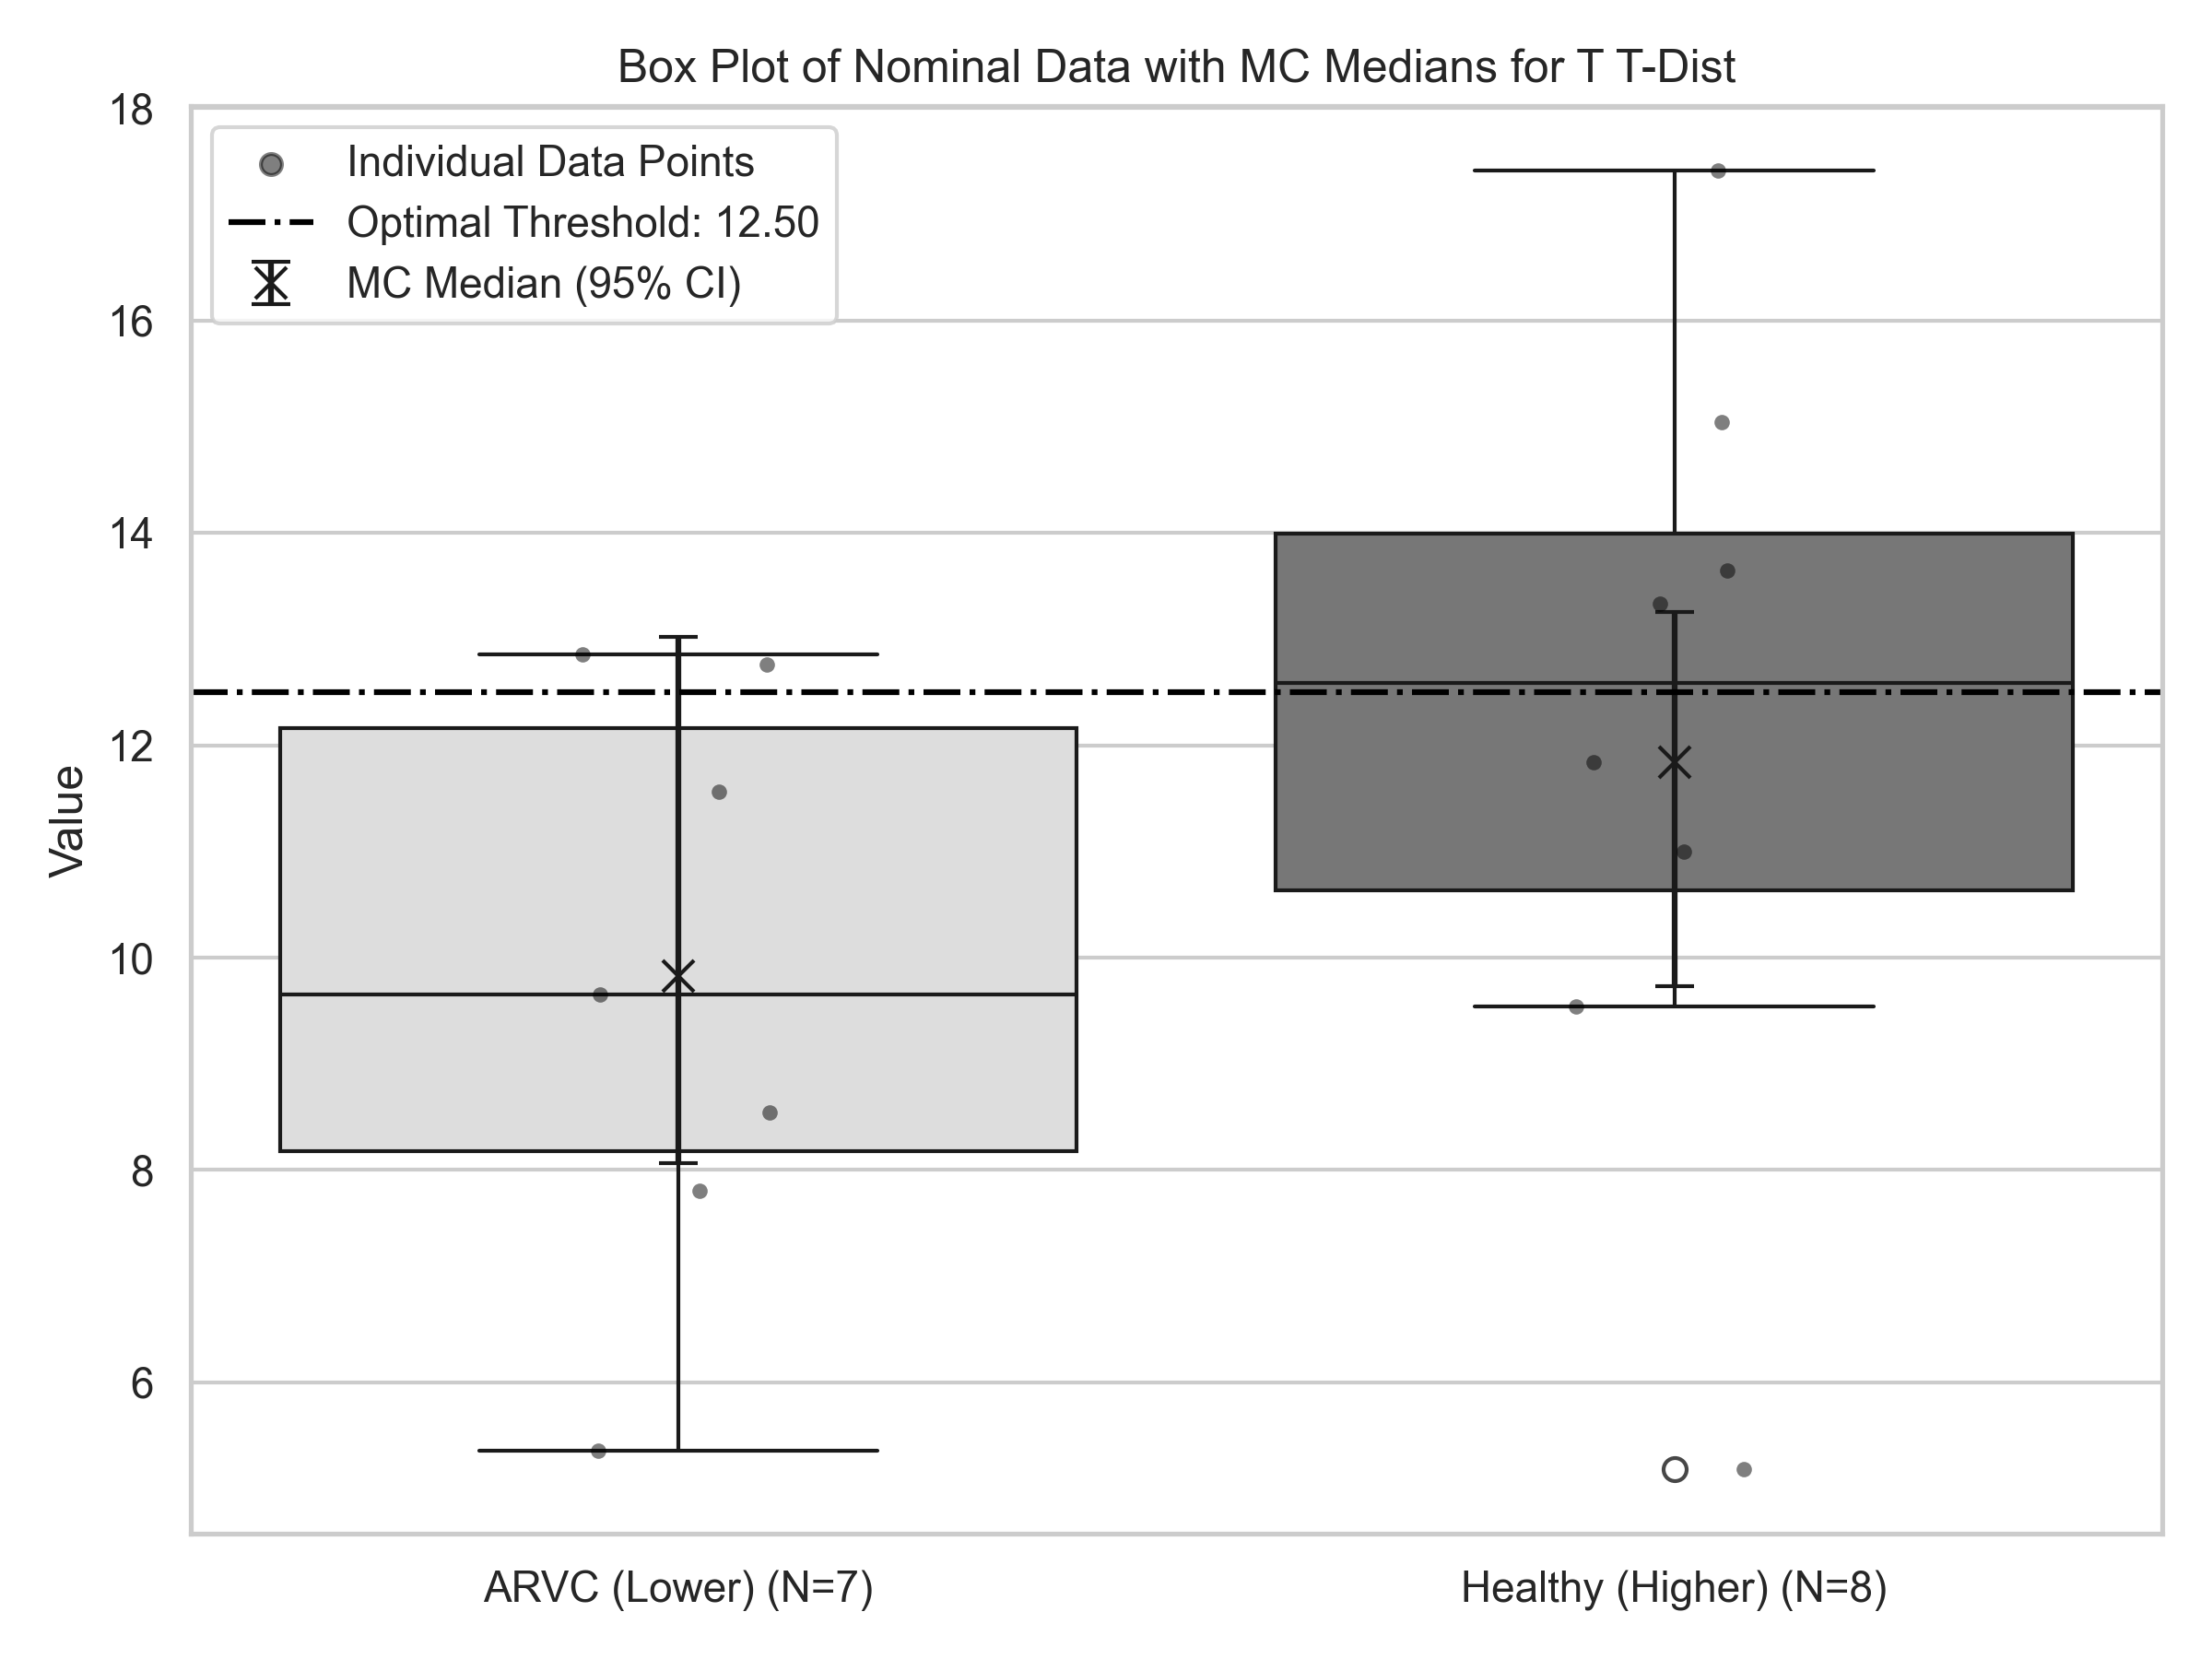 Box Plot of Nominal Data with MC Medians for T T-Dist
18
16
14
12
10
8
6
Value
Individual Data Points
Optimal Threshold: 12.50
MC Median (95% CI)
ARVC (Lower) (N=7)
Healthy (Higher) (N=8)